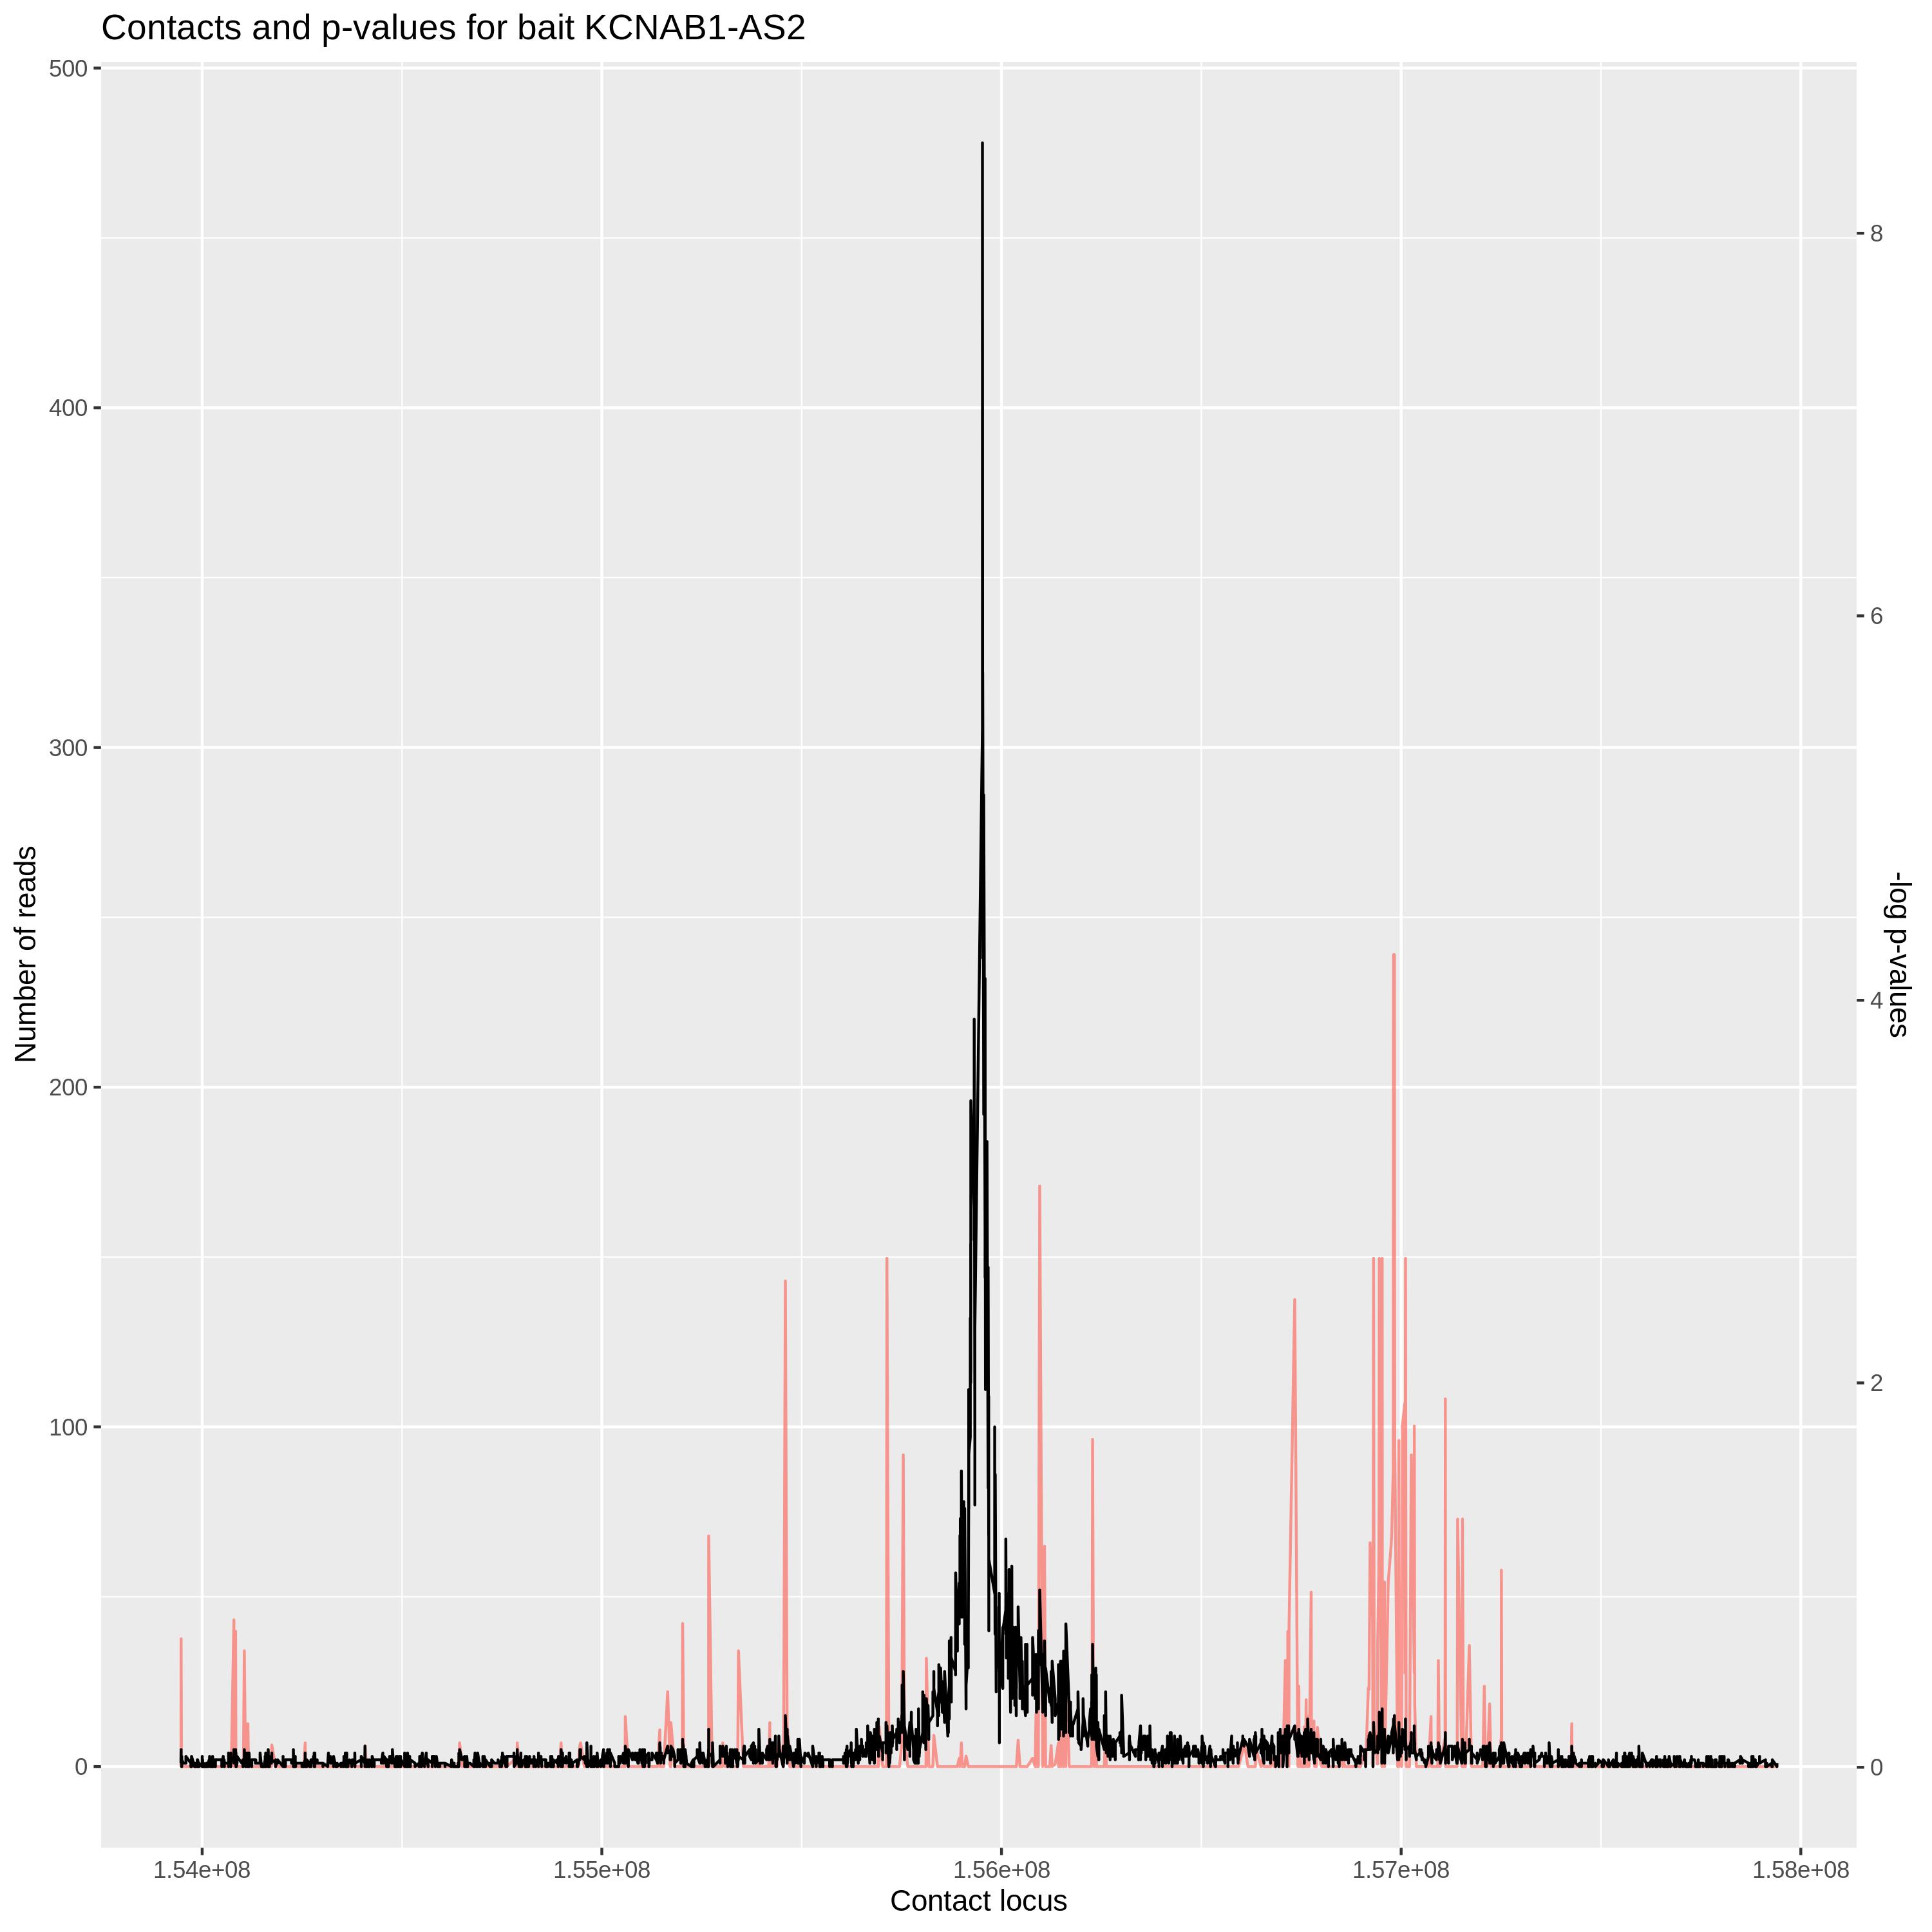 Contacts and p-values for bait KCNAB1-AS2
500
400
300
200
100
0
Number of reads
8
6
4
2
0
-log p-values
1.54e+08
1.55e+08
1.56e+08
1.57e+08
1.58e+08
Contact locus